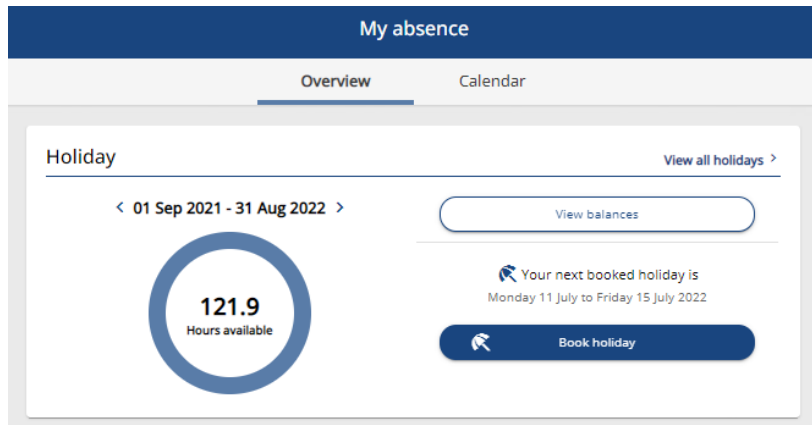 My absence
Overview
Calendar
Holiday
View all holidays >
< 01 Sep 2021 - 31 Aug 2022 >
121.9
Hours available
View balances
Your next booked holiday is
Monday 11 July to Friday 15 July 2022
Book holiday